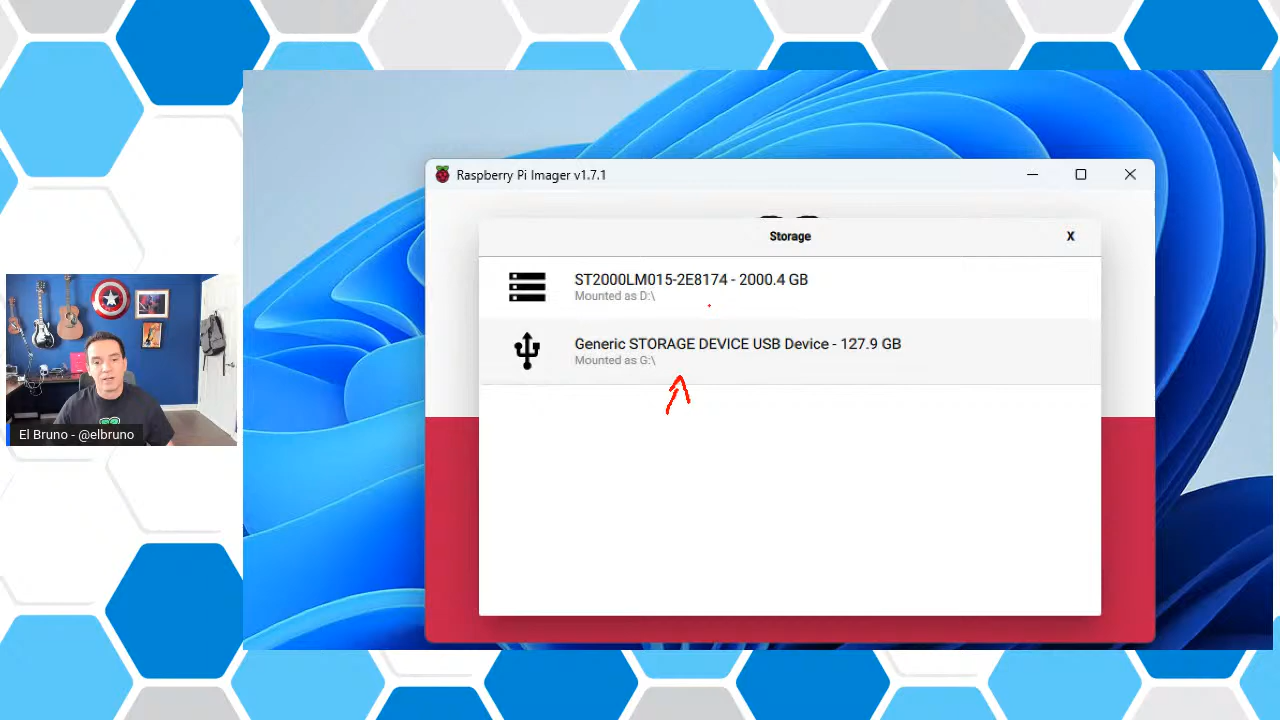 Raspberry Pi Imager v1.7.1
Storage
X
ST2000LM015-2E8174 - 2000.4 GB
Mounted as D:\
Generic STORAGE DEVICE USB Device - 127.9 GB
Mounted as G:\
El Bruno - @elbruno